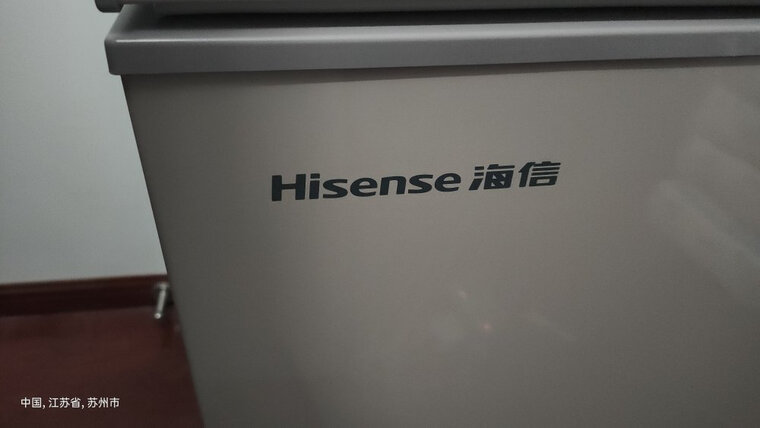 Hisense 海信
中国, 江苏省, 苏州市